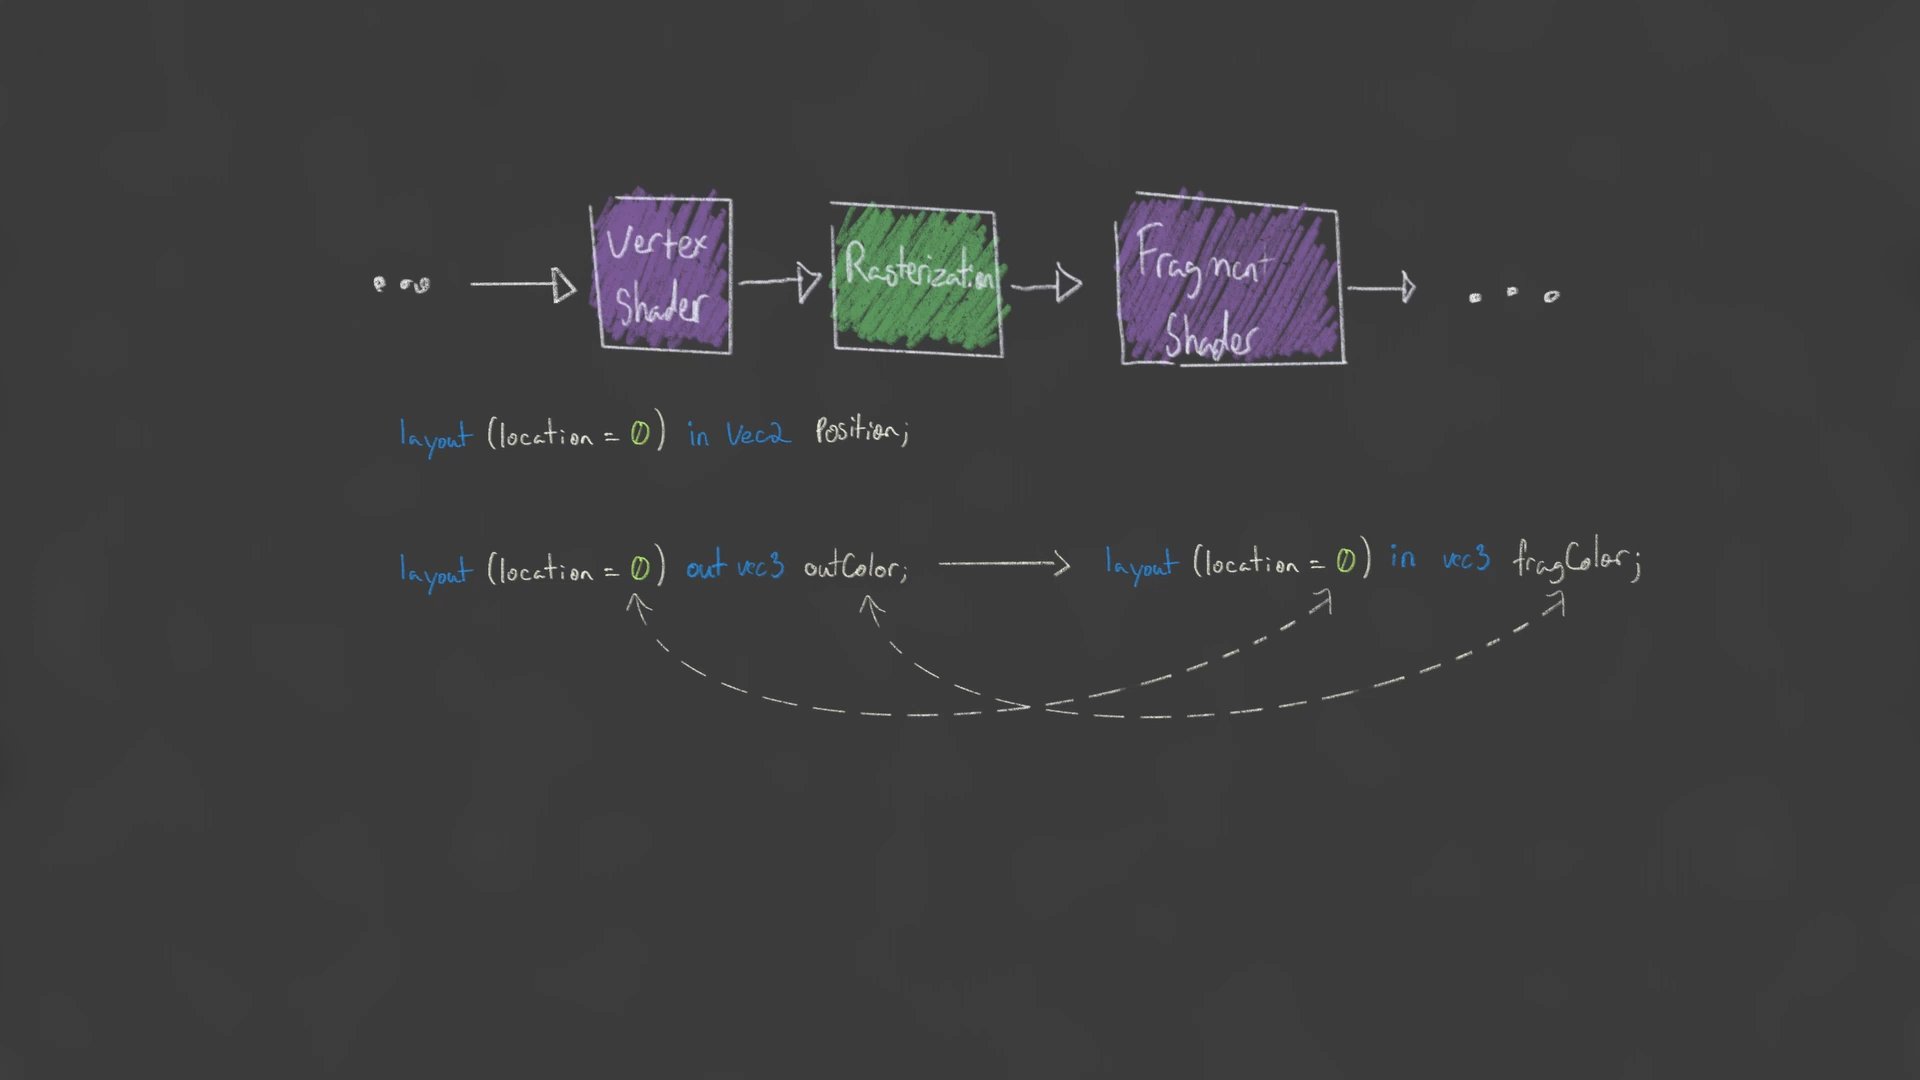 Vertex
Shader
Rasterization
Fragment
Shader
layout (location = 0) in vec2 Position;
layout (location = 0) out vec3 outColor;
layout (location = 0) in vec3 fragColor;